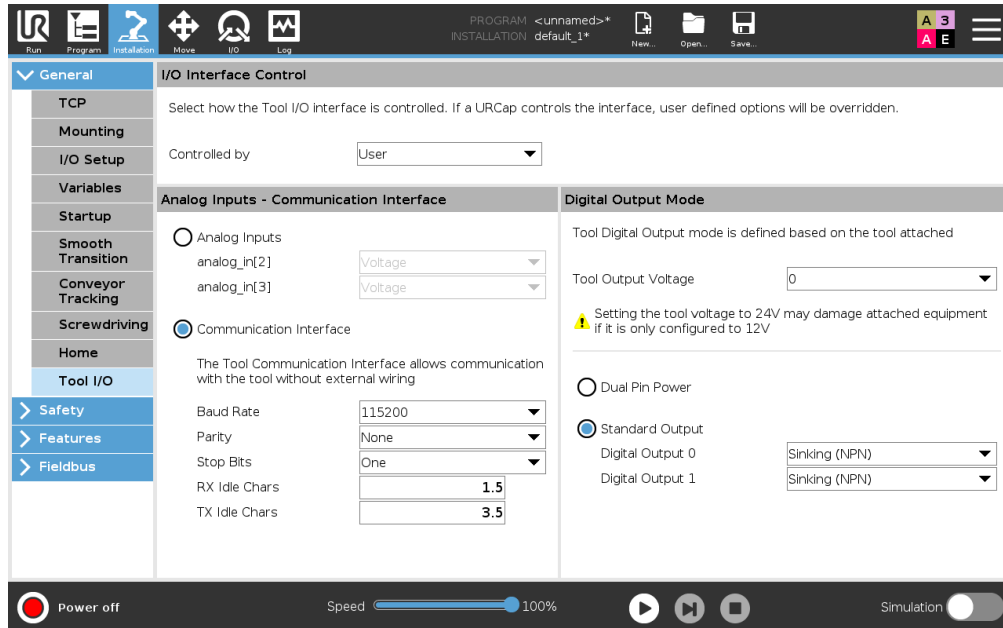 PROGRAM <unnamed>*
INSTALLATION default_1*
UR
Run
Program
Installation
Move
I/O
Log
New...
Open...
Save...
A 3
A E
General
TCP
Mounting
I/O Setup
Variables
Startup
Smooth
Transition
Conveyor
Tracking
Screwdriving
Home
Tool I/O
Safety
Features
Fieldbus
I/O Interface Control
Select how the Tool I/O interface is controlled. If a URCap controls the interface, user defined options will be overridden.
Controlled by User
Analog Inputs - Communication Interface
Analog Inputs
analog_in[2] Voltage
analog_in[3] Voltage
Communication Interface
The Tool Communication Interface allows communication
with the tool without external wiring
Baud Rate 115200
Parity None
Stop Bits One
RX Idle Chars 1.5
TX Idle Chars 3.5
Digital Output Mode
Tool Digital Output mode is defined based on the tool attached
Tool Output Voltage 0
Setting the tool voltage to 24V may damage attached equipment
if it is only configured to 12V
Dual Pin Power
Standard Output
Digital Output 0 Sinking (NPN)
Digital Output 1 Sinking (NPN)
Power off
Speed 100%
Simulation